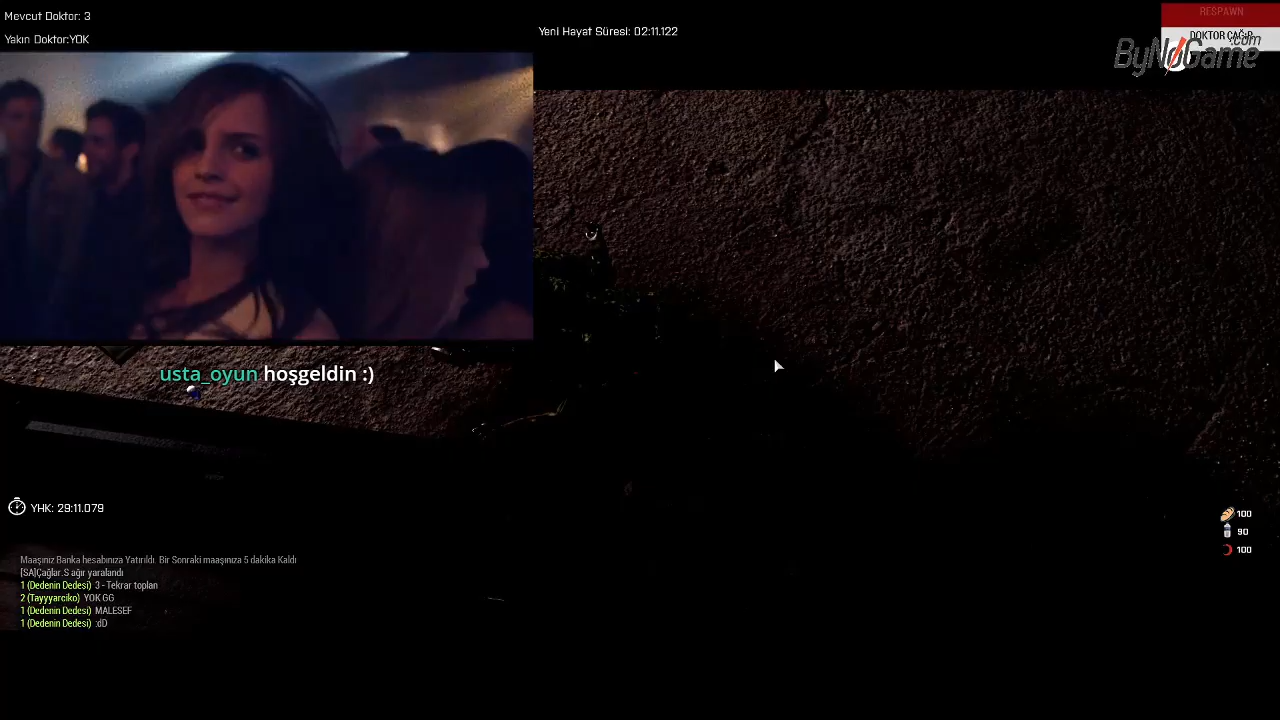 Mevcut Doktor: 3
Yakın Doktor:YOK
Yeni Hayat Süresi: 02:11.122
RESPAWN
DOKTOR ÇAĞIR
ByNoGame
.com
usta_oyun hoşgeldin :)
YHK: 29:11.079
100
90
100
Maaşınız Banka hesabınıza Yatırıldı. Bir Sonraki maaşınıza 5 dakika Kaldı
[SA]Çağlar.S ağır yaralandı
1 (Dedenin Dedesi) 3 - Tekrar toplan
2 (Tayyyarciko) YOK GG
1 (Dedenin Dedesi) MALESEF
1 (Dedenin Dedesi) :dD